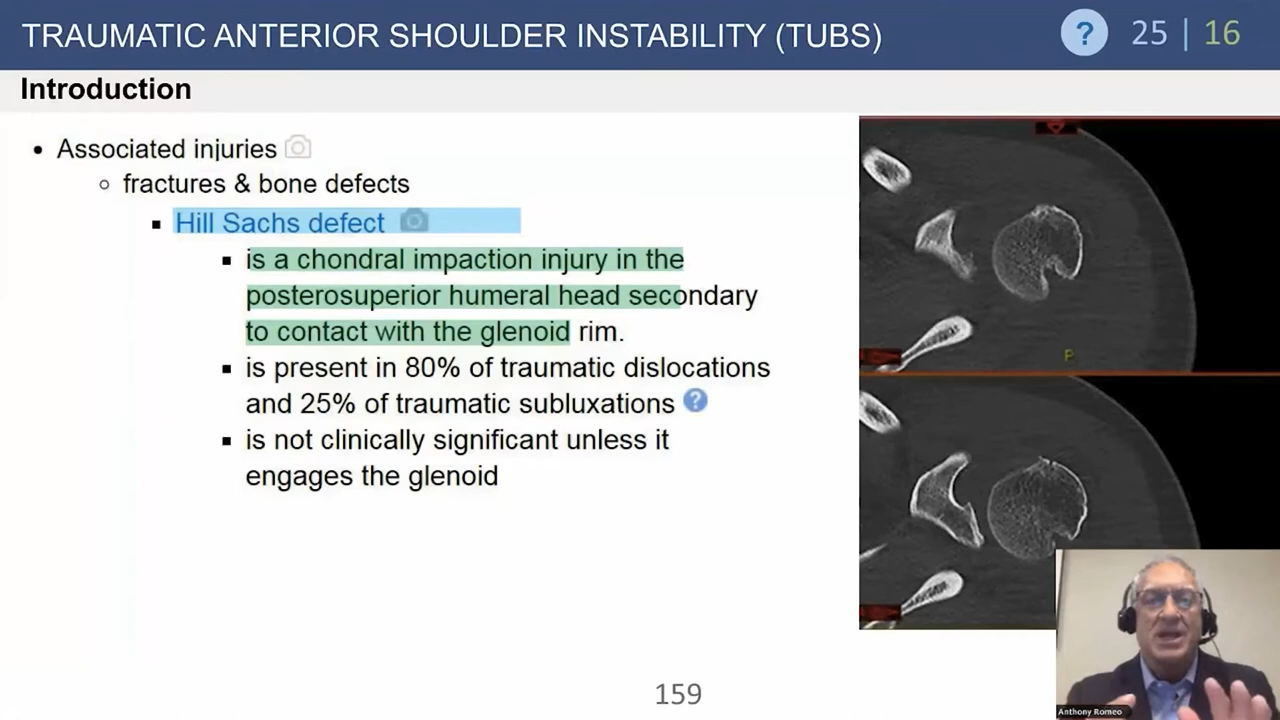 TRAUMATIC ANTERIOR SHOULDER INSTABILITY (TUBS)
? 25 | 16
Introduction
• Associated injuries
○ fractures & bone defects
▪ Hill Sachs defect
▪ is a chondral impaction injury in the
posterosuperior humeral head secondary
to contact with the glenoid rim.
▪ is present in 80% of traumatic dislocations
and 25% of traumatic subluxations ?
▪ is not clinically significant unless it
engages the glenoid
P
159
Anthony Romeo